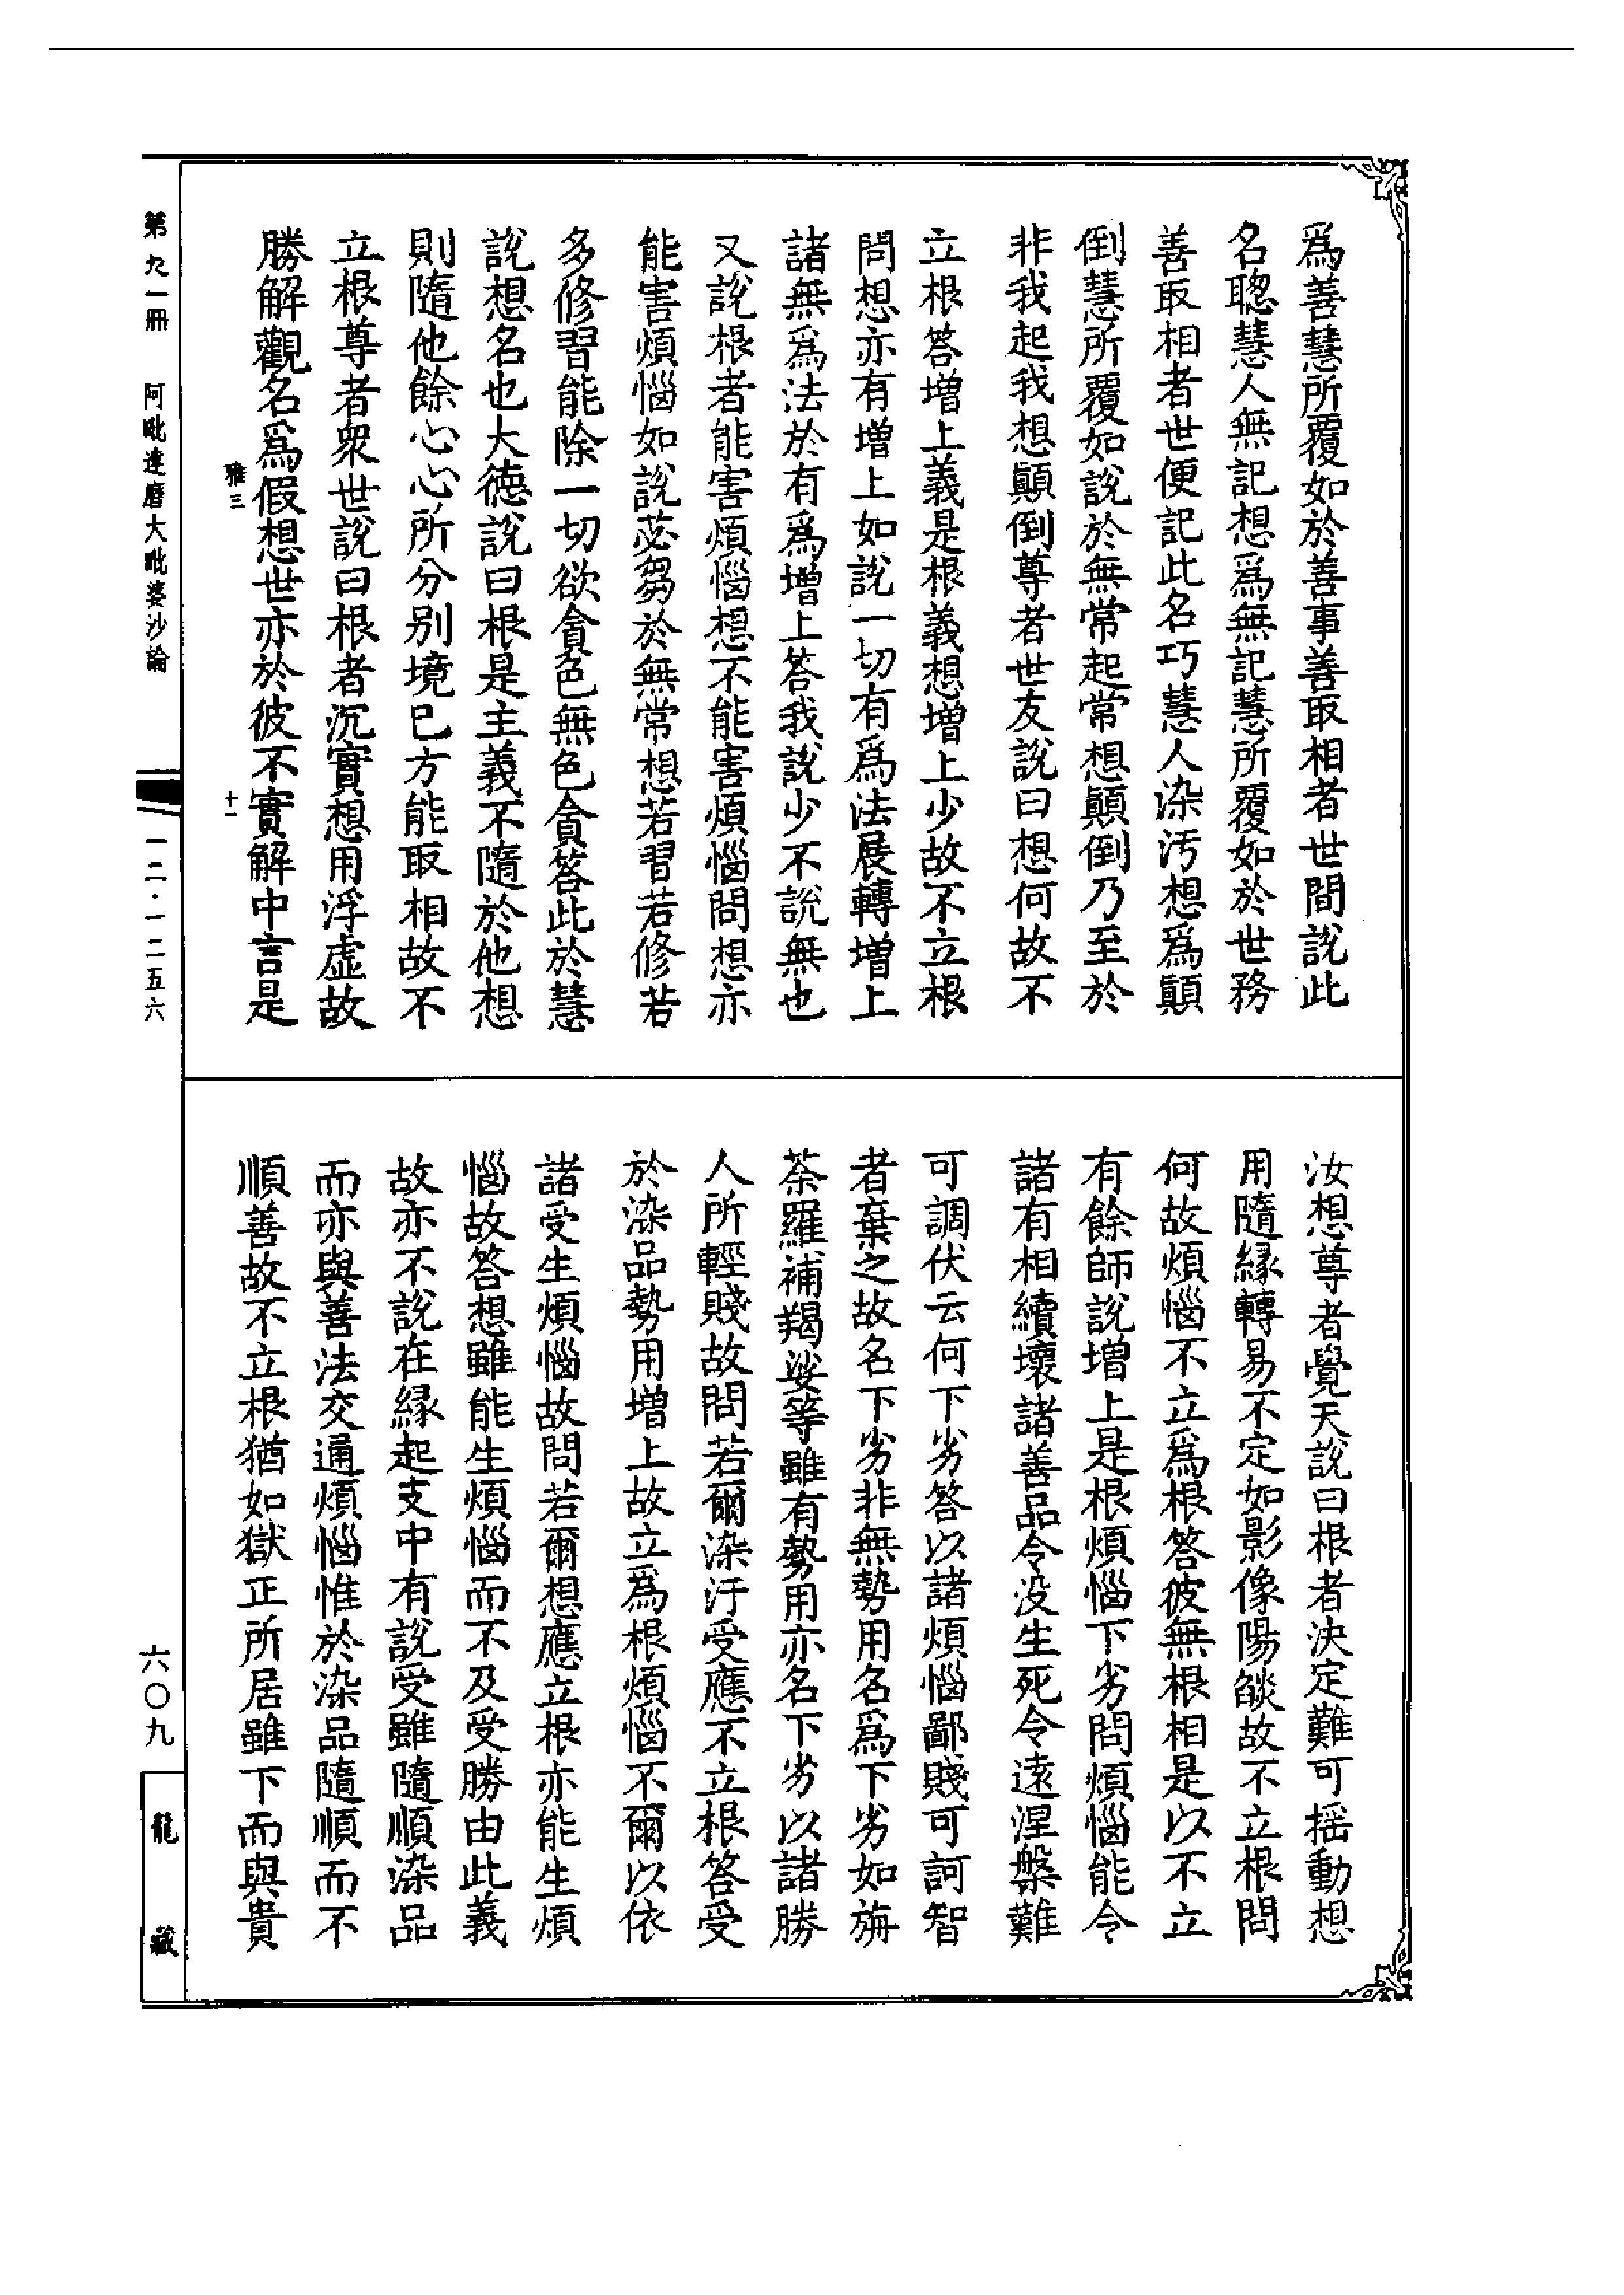 爲善慧所覆如於善事善取相者世間說此
名聰慧人無記想爲無記慧所覆如於世務
善取相者世便記此名巧慧人染汚想爲顚
倒慧所覆如說於無常起常想顚倒乃至於
非我起我想顚倒尊者世友說曰想何故不
立根答增上義是根義想增上少故不立根
問想亦有增上如說一切有爲法展轉增上
諸無爲法於有爲增上答我說少不說無也
又說根者能害煩惱想不能害煩惱問想亦
能害煩惱如說苾芻於無常想若習若修若
多修習能除一切欲貪色無色貪答此於慧
說想名也大德說曰根是主義不隨於他想
則隨他餘心心所分别境已方能取相故不
立根尊者衆世說曰根者沉實想用浮虛故
勝解觀名爲假想世亦於彼不實解中言是
汝想尊者覺天說曰根者決定難可摇動想
用隨緣轉易不定如影像陽燄故不立根問
何故煩惱不立爲根答彼無根相是以不立
有餘師說增上是根煩惱下劣問煩惱能令
諸有相續壞諸善品令没生死令遠涅槃難
可調伏云何下劣答以諸煩惱鄙賤可訶智
者棄之故名下劣非無勢用名爲下劣如旃
荼羅補羯娑等雖有勢用亦名下劣以諸勝
人所輕賤故問若爾染汙受應不立根答受
於染品勢用增上故立爲根煩惱不爾以依
諸受生煩惱故問若爾想應立根亦能生煩
惱故答想雖能生煩惱而不及受勝由此義
故亦不說在緣起支中有說受雖隨順染品
而亦與善法交通煩惱惟於染品隨順而不
順善故不立根猶如獄正所居雖下而與貴
雅三
十一
第九一冊 阿毗達磨大毗婆沙論
一二·一二五六
六〇九
龍藏